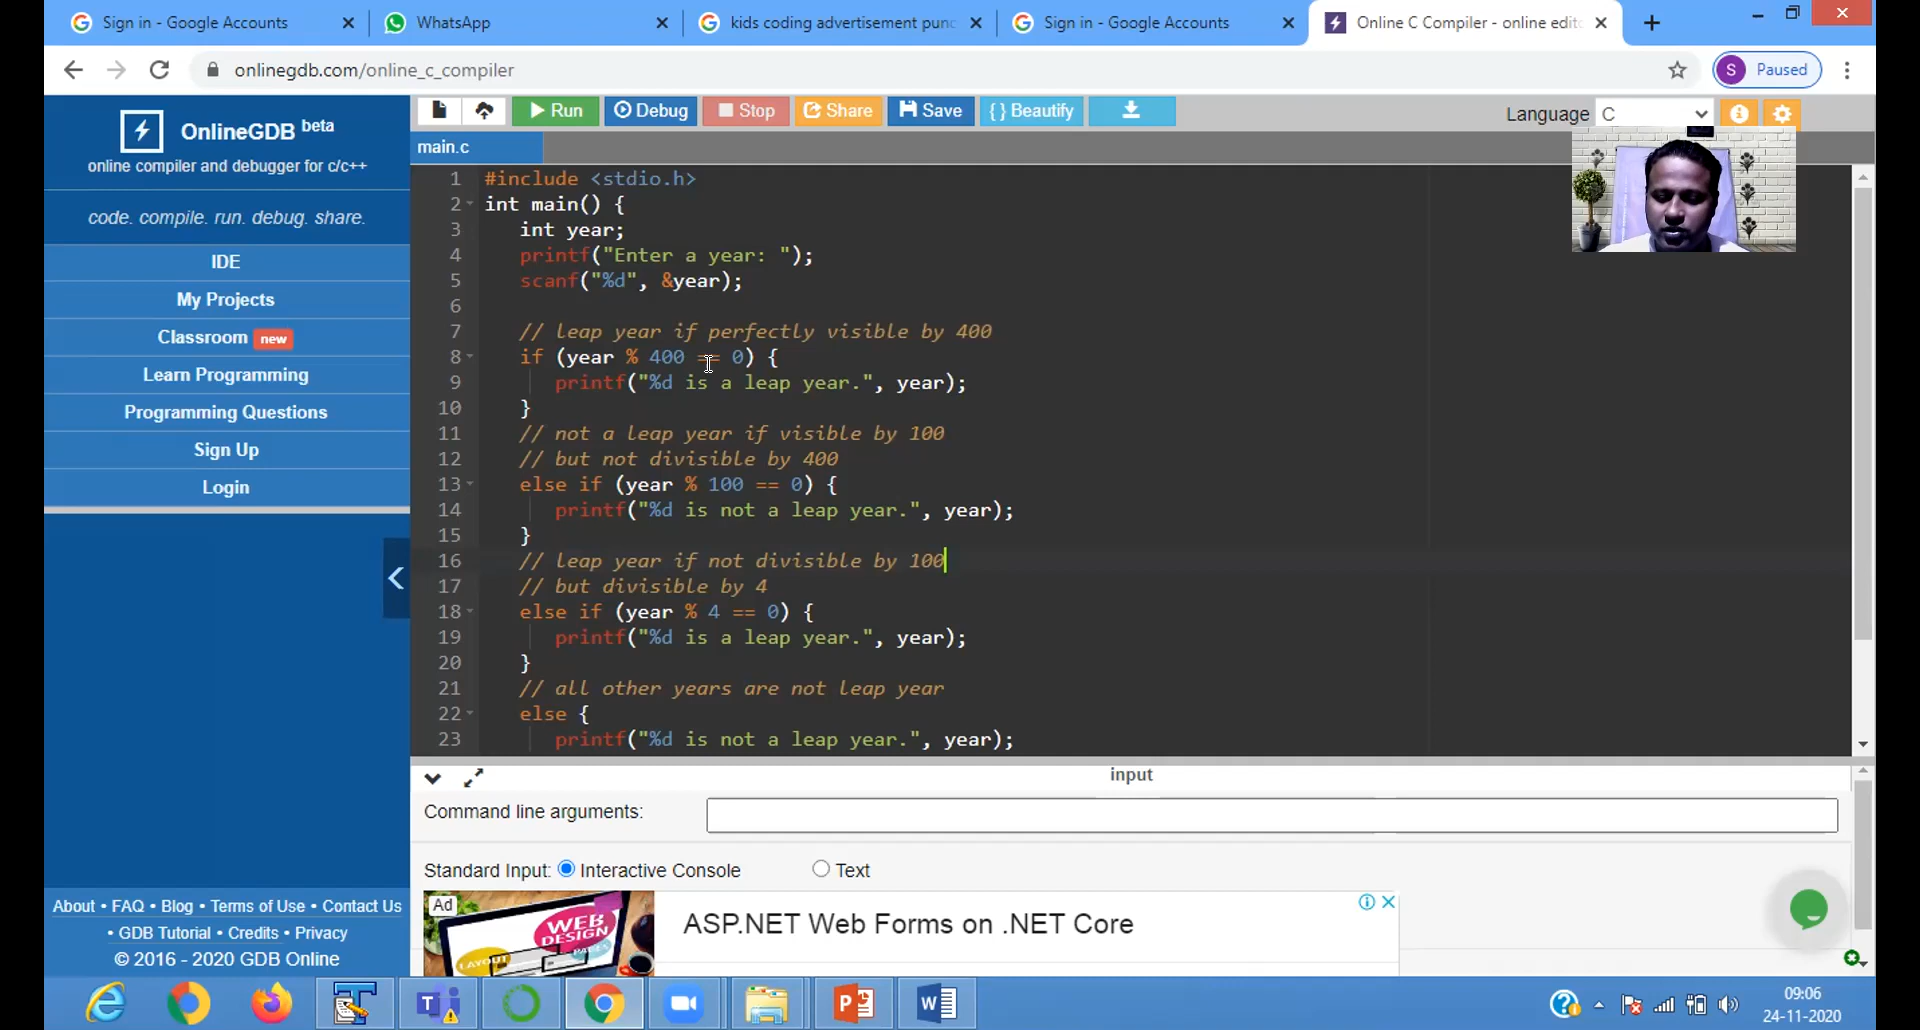 Sign in - Google Accounts
WhatsApp
kids coding advertisement punc
Sign in - Google Accounts
Online C Compiler - online edit
onlinegdb.com/online_c_compiler
S Paused
Run Debug Stop Share Save { } Beautify
Language C
OnlineGDB beta
online compiler and debugger for c/c++
code. compile. run. debug. share.
IDE
My Projects
Classroom new
Learn Programming
Programming Questions
Sign Up
Login
About • FAQ • Blog • Terms of Use • Contact Us
• GDB Tutorial • Credits • Privacy
© 2016 - 2020 GDB Online
main.c
1 #include <stdio.h>
2 int main() {
3 int year;
4 printf("Enter a year: ");
5 scanf("%d", &year);
6
7 // leap year if perfectly visible by 400
8 if (year % 400 == 0) {
9 printf("%d is a leap year.", year);
10 }
11 // not a leap year if visible by 100
12 // but not divisible by 400
13 else if (year % 100 == 0) {
14 printf("%d is not a leap year.", year);
15 }
16 // leap year if not divisible by 100
17 // but divisible by 4
18 else if (year % 4 == 0) {
19 printf("%d is a leap year.", year);
20 }
21 // all other years are not leap year
22 else {
23 printf("%d is not a leap year.", year);
input
Command line arguments:
Standard Input: Interactive Console Text
Ad
WEB
DESIGN
LAYOUT
ASP.NET Web Forms on .NET Core
09:06
24-11-2020